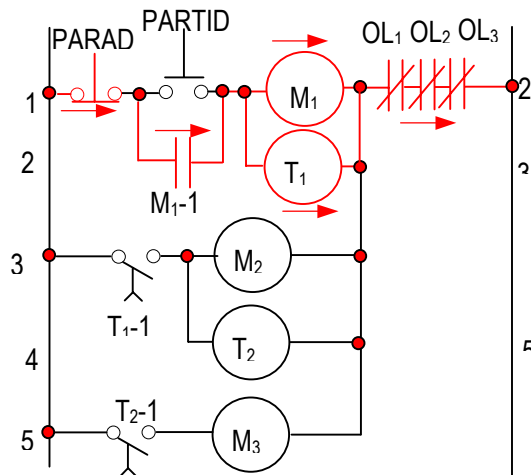 PARAD PARTID OL1 OL2 OL3
1 M1 2
2 M1-1 T1 3
3 M2
T1-1
4 T2 5
T2-1
5 M3